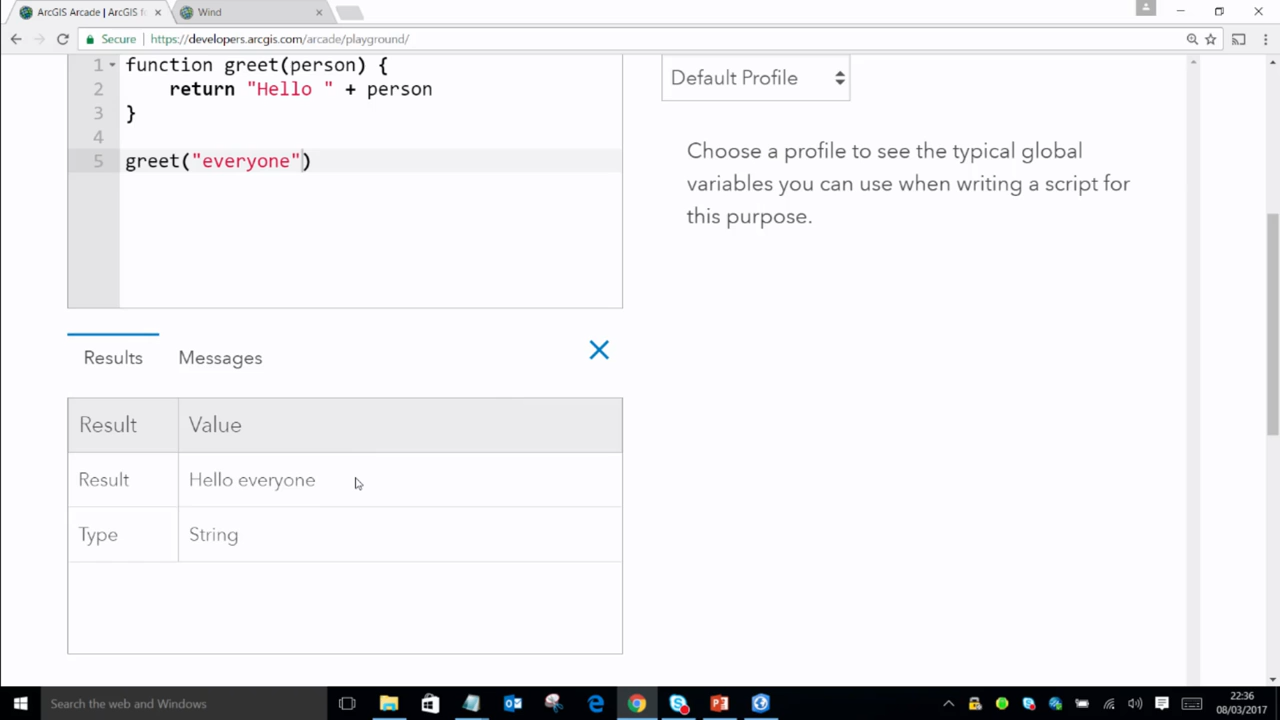 ArcGIS Arcade | ArcGIS f
Wind
Secure
https://developers.arcgis.com/arcade/playground/
1 function greet(person) {
2 return "Hello " + person
3 }
4
5 greet("everyone")
Default Profile
Choose a profile to see the typical global
variables you can use when writing a script for
this purpose.
Results Messages
Result Value
Result Hello everyone
Type String
Search the web and Windows
22:36
08/03/2017